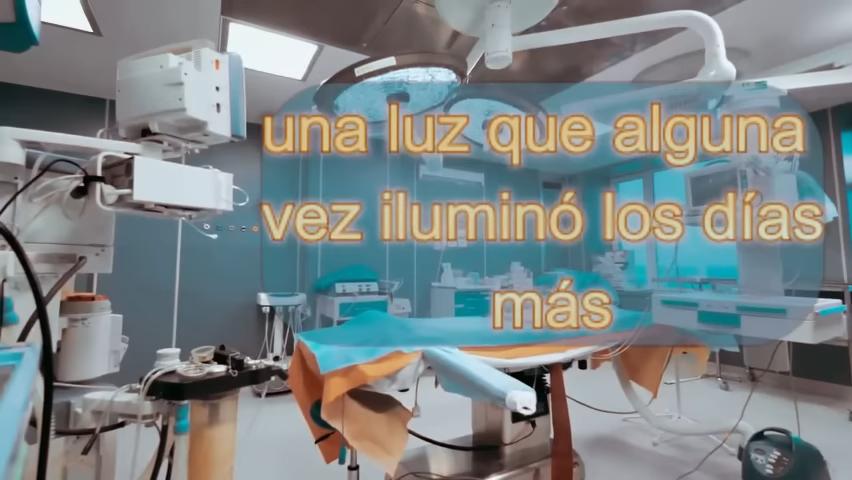 una luz que alguna
vez iluminó los días
más